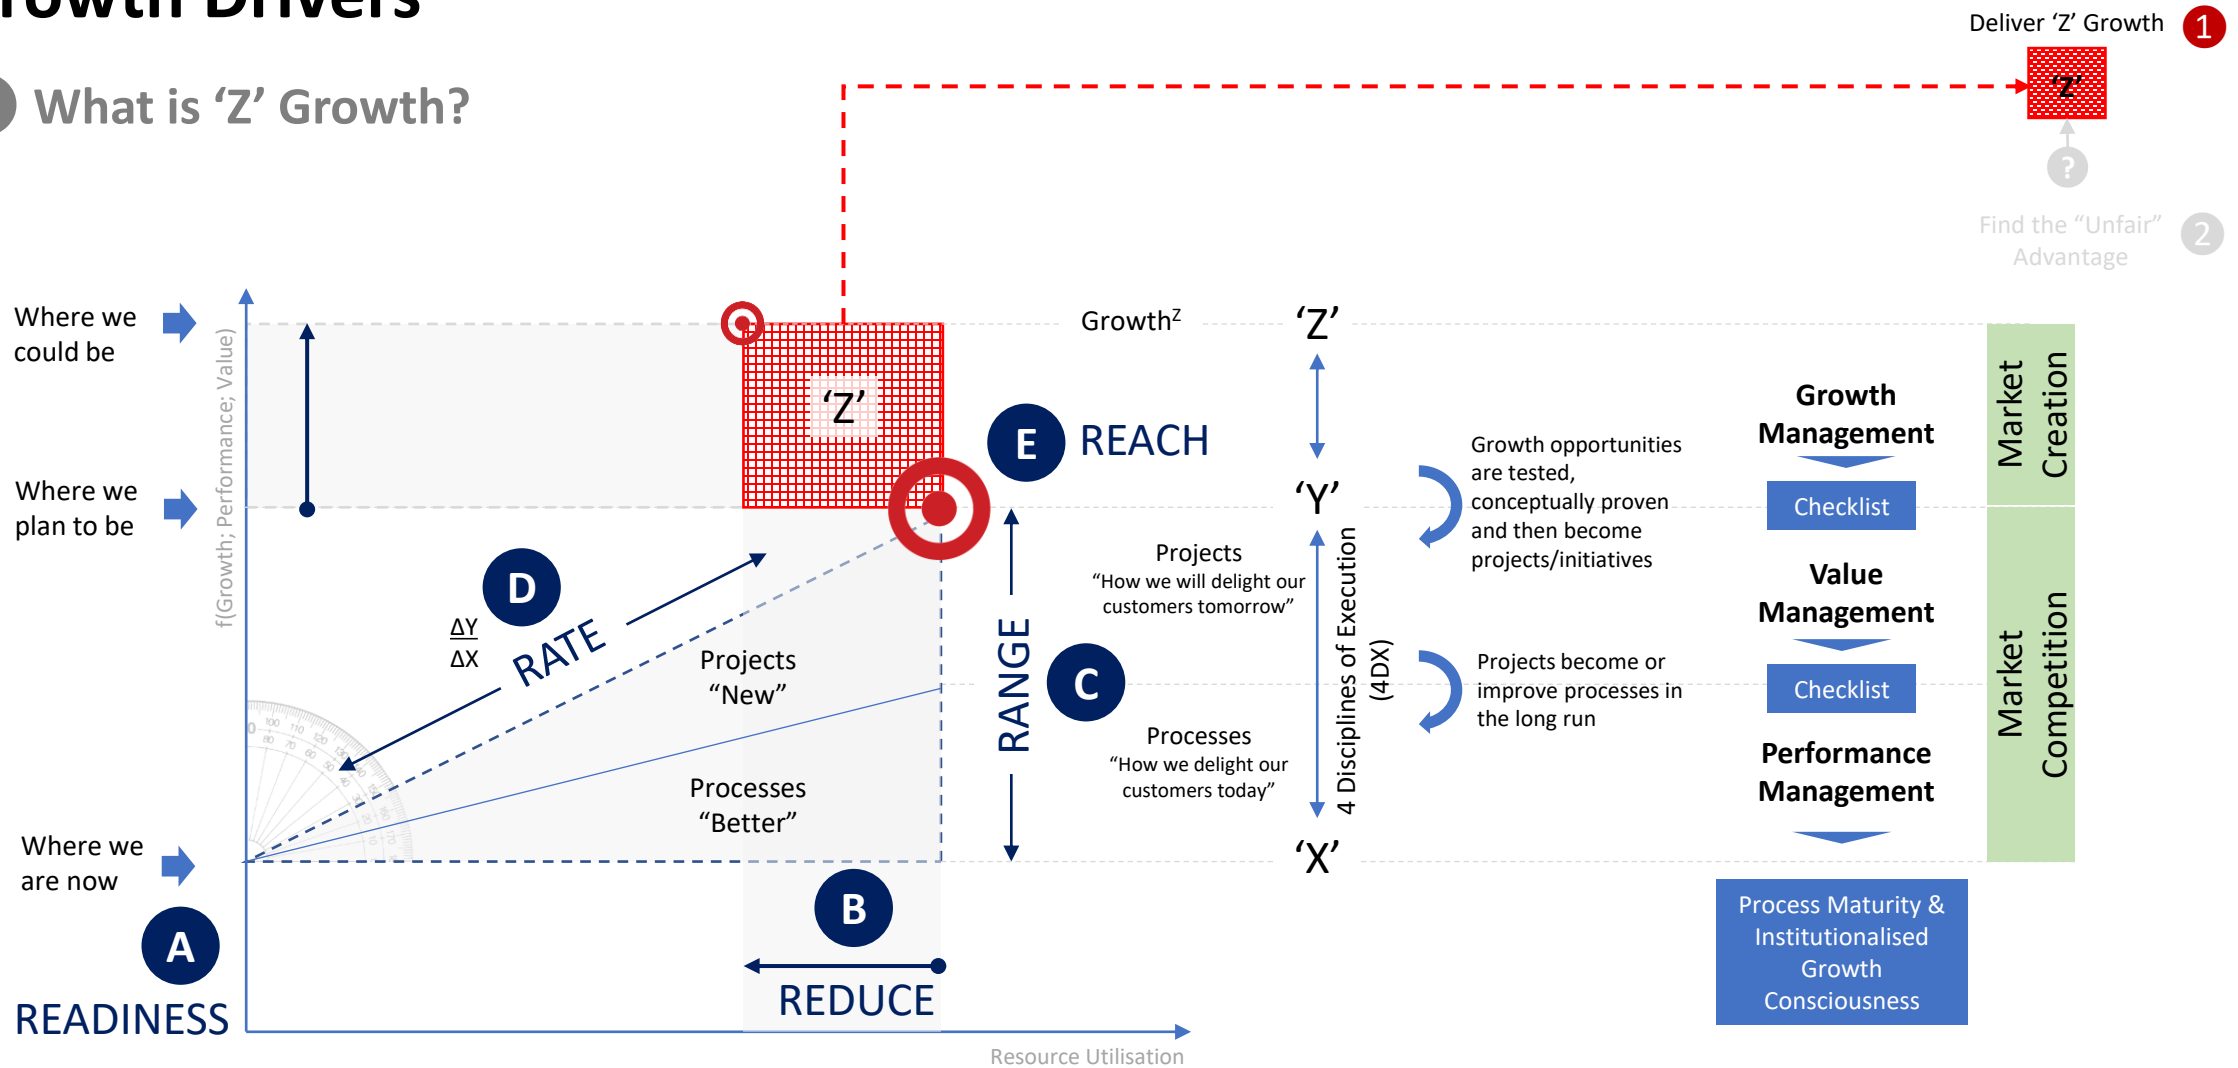 rowth Drivers
What is ‘Z’ Growth?
Deliver ‘Z’ Growth
1
‘Z’
?
Find the “Unfair”
Advantage
2
Where we
could be
Where we
plan to be
Where we
are now
f(Growth; Performance; Value)
A
READINESS
B
REDUCE
Resource Utilisation
D
ΔY
ΔX
RATE
Projects
“New”
Processes
“Better”
‘Z’
E
REACH
RANGE
C
Growthᶻ
Projects
“How we will delight our
customers tomorrow”
Processes
“How we delight our
customers today”
‘Z’
‘Y’
‘X’
4 Disciplines of Execution
(4DX)
Growth opportunities
are tested,
conceptually proven
and then become
projects/initiatives
Projects become or
improve processes in
the long run
Growth
Management
Checklist
Value
Management
Checklist
Performance
Management
Process Maturity &
Institutionalised
Growth
Consciousness
Market
Creation
Market
Competition